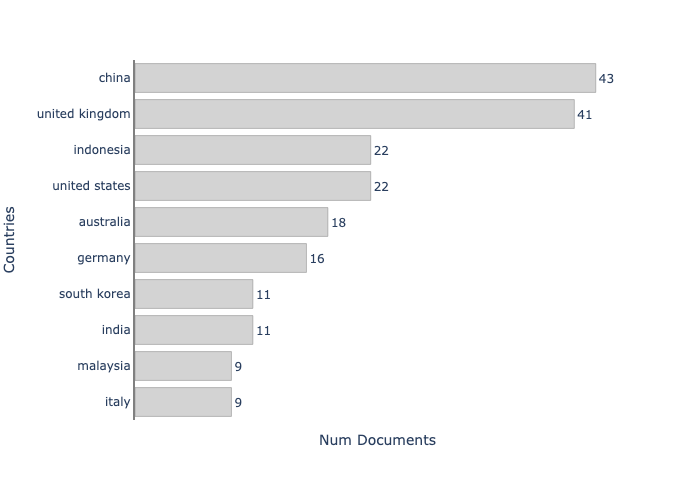 Countries
china 43
united kingdom 41
indonesia 22
united states 22
australia 18
germany 16
south korea 11
india 11
malaysia 9
italy 9
Num Documents